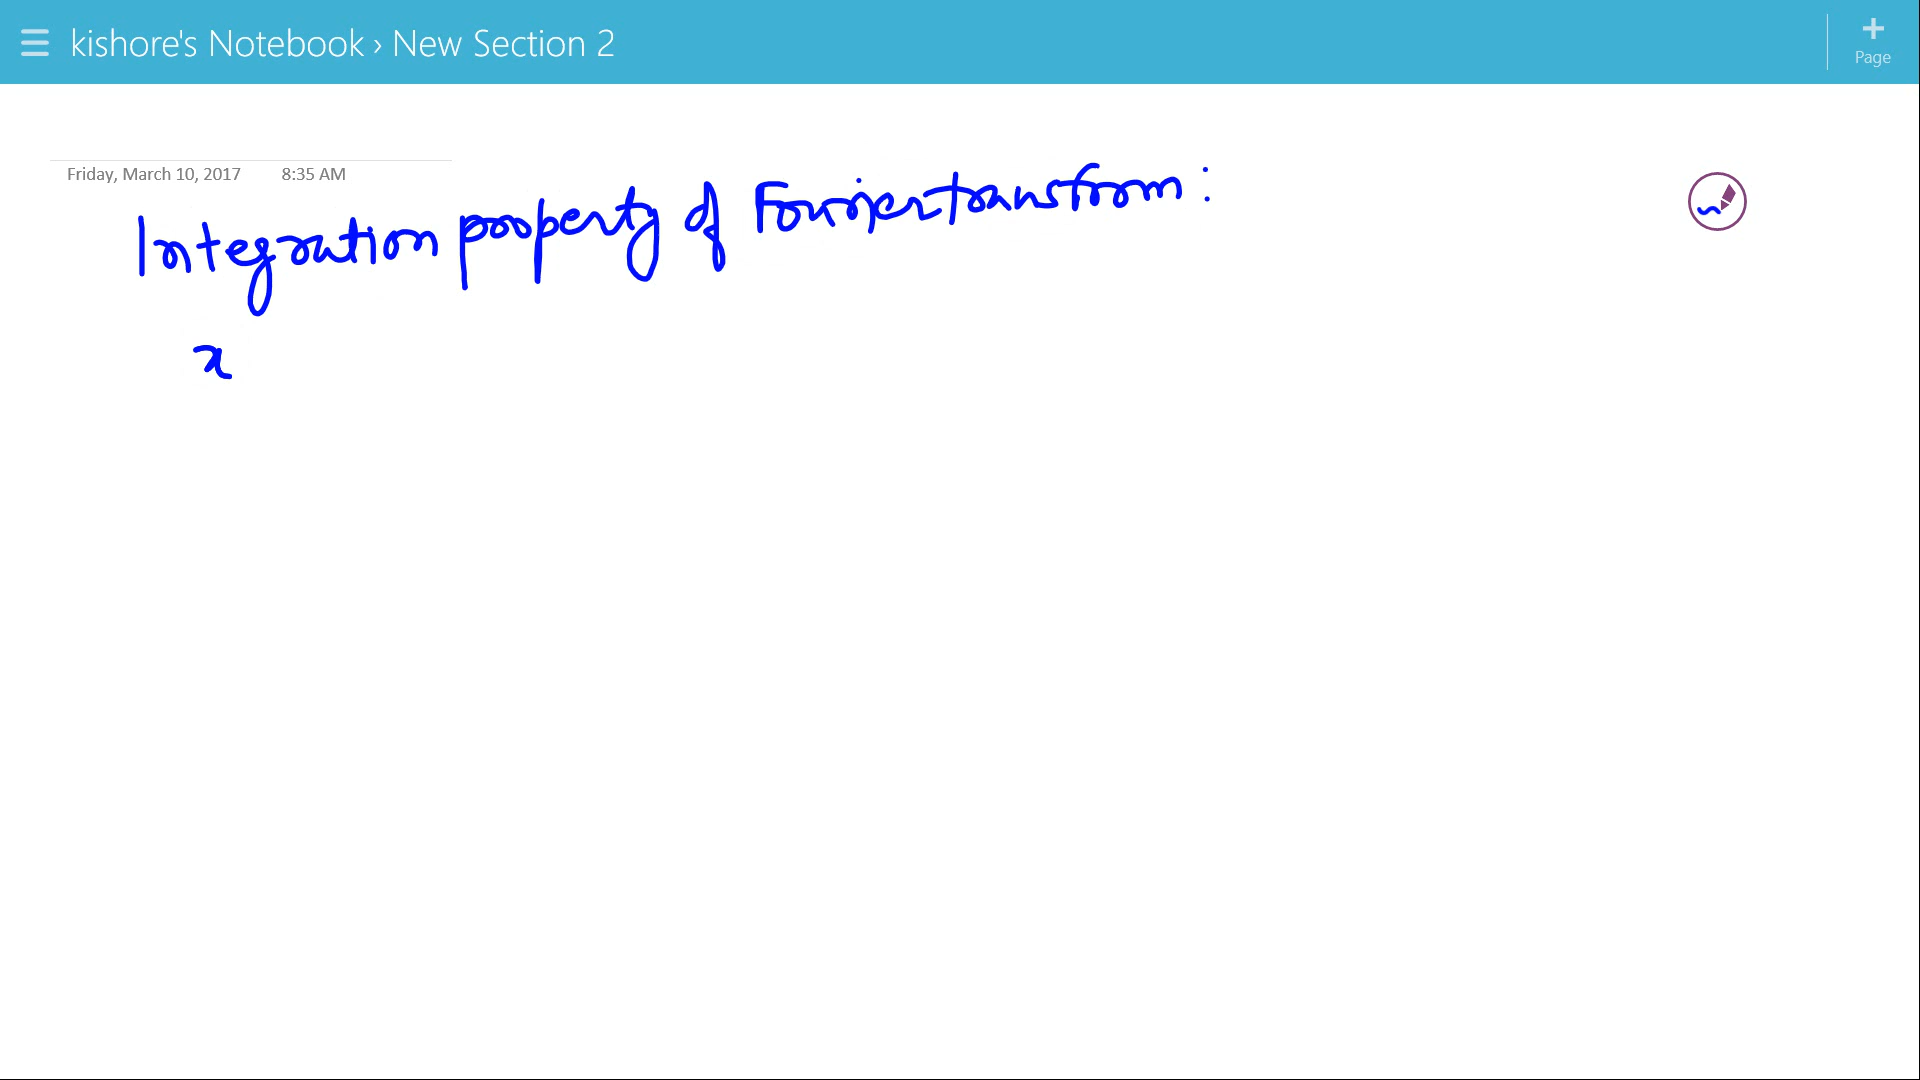 kishore's Notebook › New Section 2
Page
Friday, March 10, 2017 8:35 AM
Integration property of Fourier transform :
x